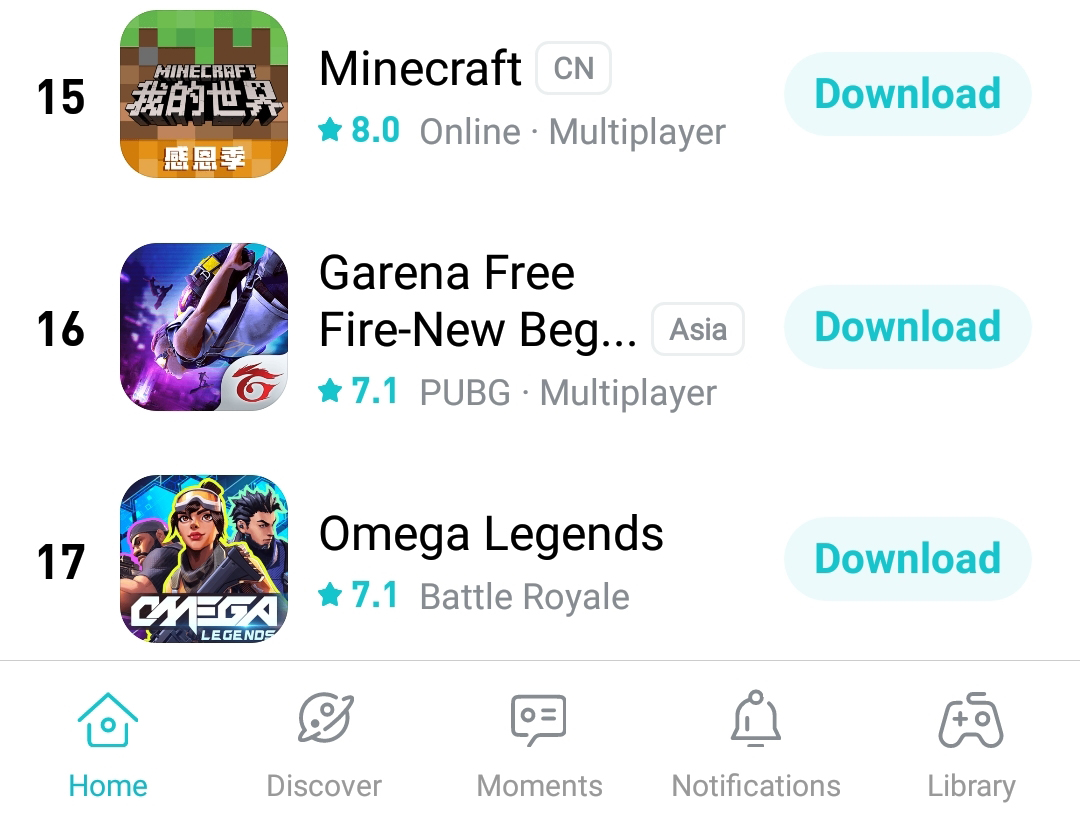 15
MINECRAFT
我的世界
感恩季
Minecraft CN
8.0 Online · Multiplayer
Download
16
Garena Free
Fire-New Beg... Asia
7.1 PUBG · Multiplayer
Download
17
OMEGA
LEGENDS
Omega Legends
7.1 Battle Royale
Download
Home Discover Moments Notifications Library